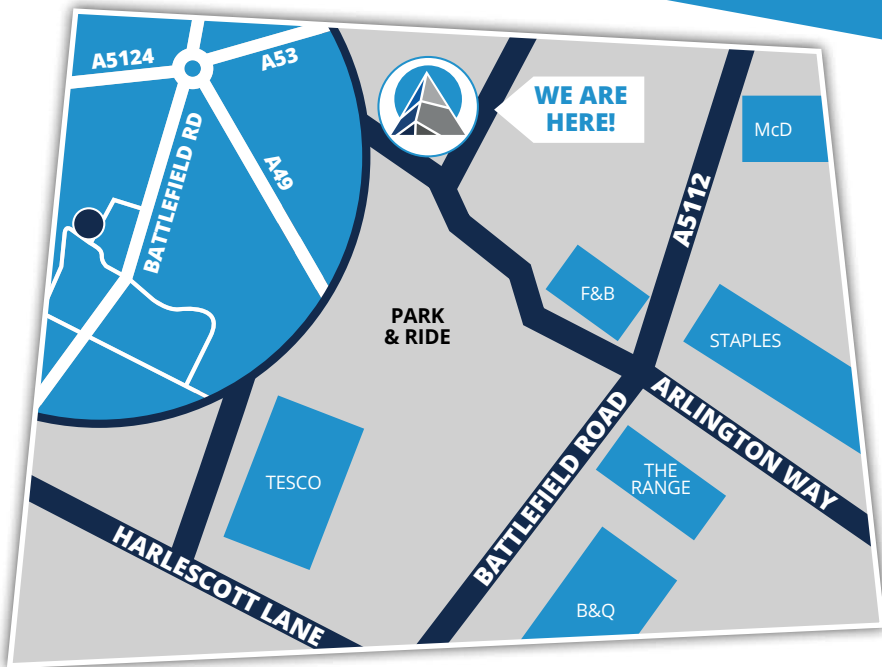 A5124
A53
BATTLEFIELD RD
A49
WE ARE
HERE!
McD
A5112
F&B
PARK
& RIDE
STAPLES
ARLINGTON WAY
BATTLEFIELD ROAD
THE
RANGE
TESCO
HARLESCOTT LANE
B&Q